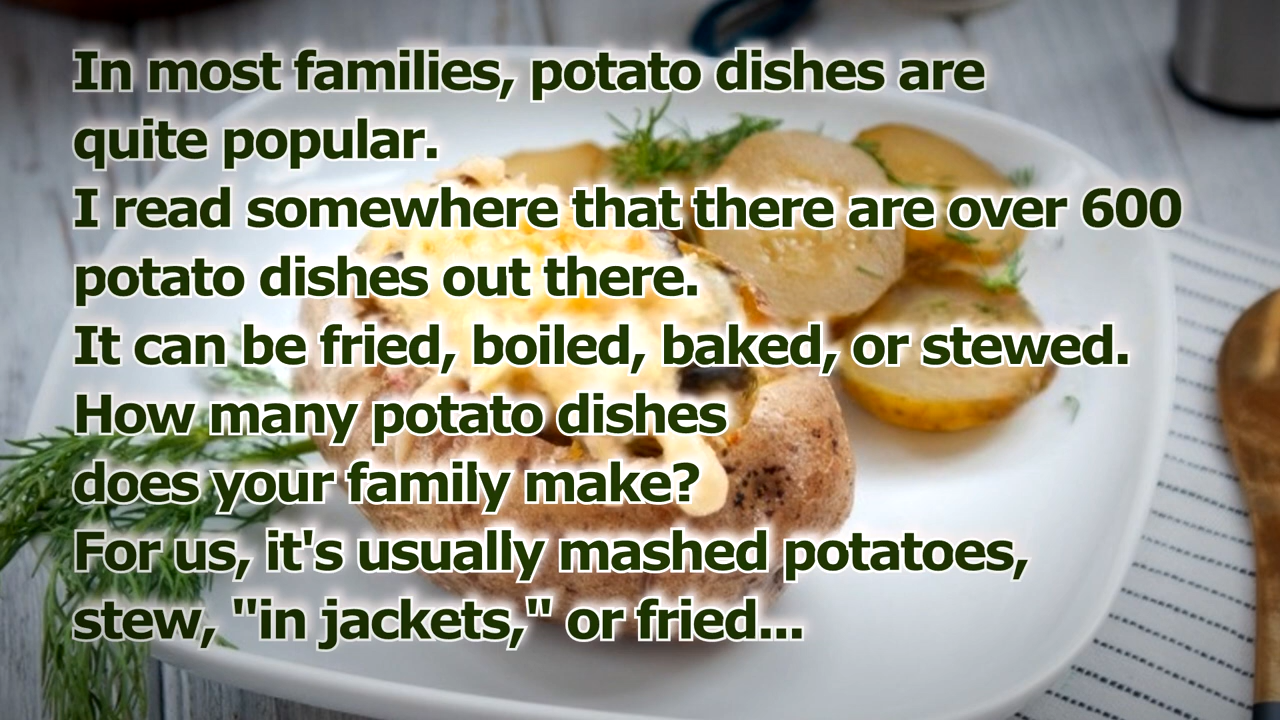 In most families, potato dishes are
quite popular.
I read somewhere that there are over 600
potato dishes out there.
It can be fried, boiled, baked, or stewed.
How many potato dishes
does your family make?
For us, it's usually mashed potatoes,
stew, "in jackets," or fried...